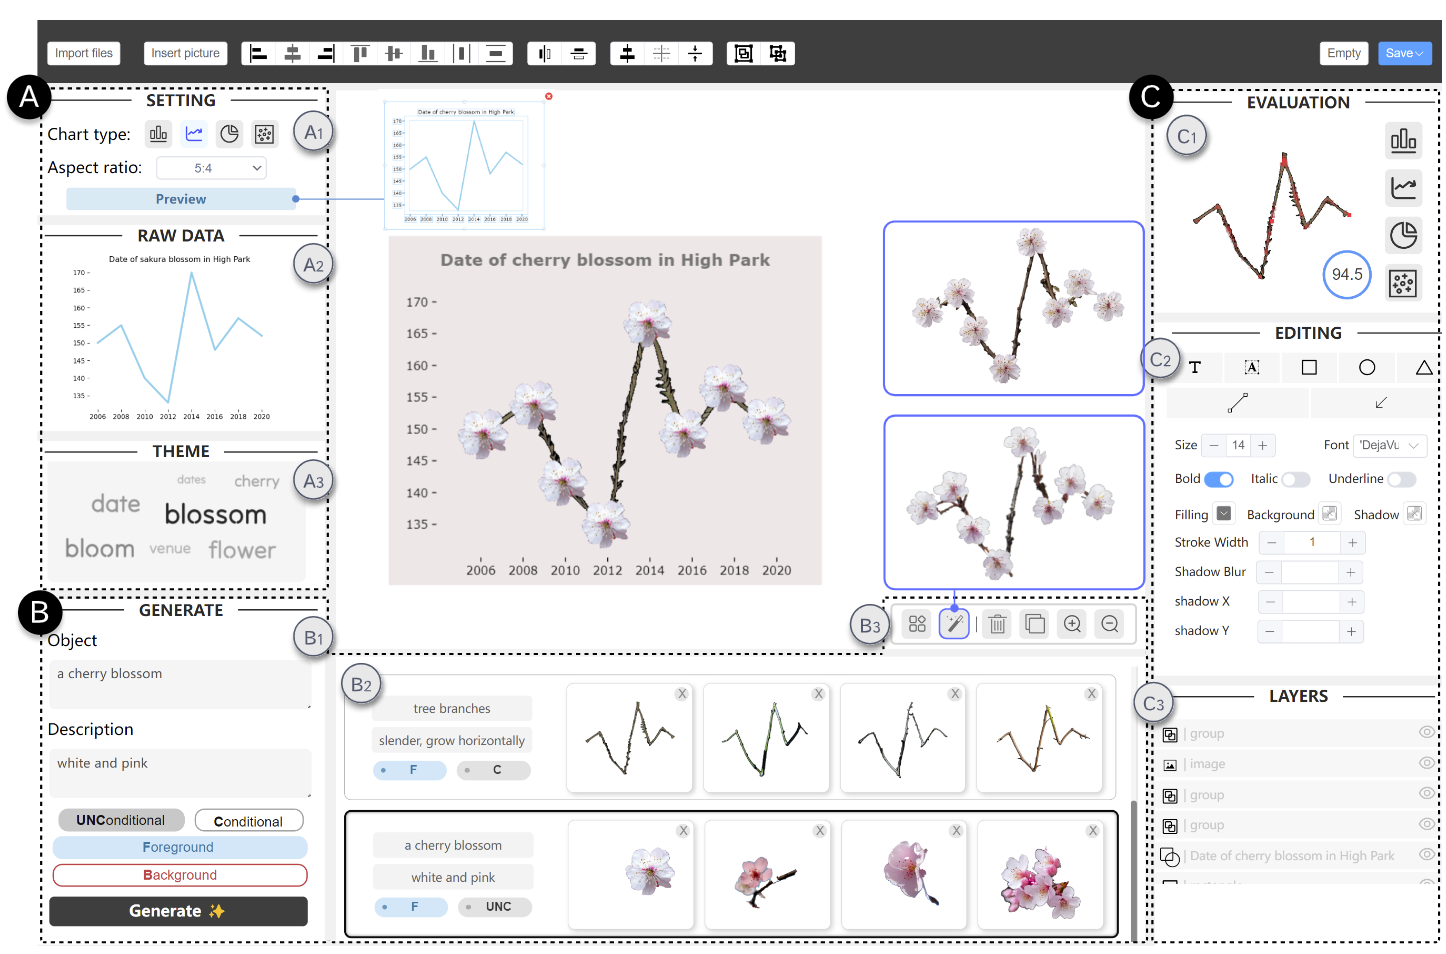 Import files
Insert picture
Empty
Save
A
SETTING
A1
Chart type:
Aspect ratio:
5:4
Preview
RAW DATA
A2
Date of sakura blossom in High Park
170
165
160
155
150
145
140
135
2006 2008 2010 2012 2014 2016 2018 2020
THEME
A3
dates
cherry
date
blossom
bloom
venue
flower
B
GENERATE
B1
Object
a cherry blossom
Description
white and pink
UNConditional
Conditional
Foreground
Background
Generate
Date of cherry blossom in High Park
170
165
160
155
150
145
140
135
2006 2008 2010 2012 2014 2016 2018 2020
Date of cherry blossom in High Park
170
165
160
155
150
145
140
135
2006 2008 2010 2012 2014 2016 2018 2020
B3
B2
tree branches
slender, grow horizontally
F
C
X X X X
a cherry blossom
white and pink
F
UNC
X X X X
C
EVALUATION
C1
94.5
EDITING
C2
T
A
Size
14
Font
'DejaVu
Bold
Italic
Underline
Filling
Background
Shadow
Stroke Width
1
Shadow Blur
shadow X
shadow Y
LAYERS
C3
| group
| image
| group
| group
| Date of cherry blossom in High Park